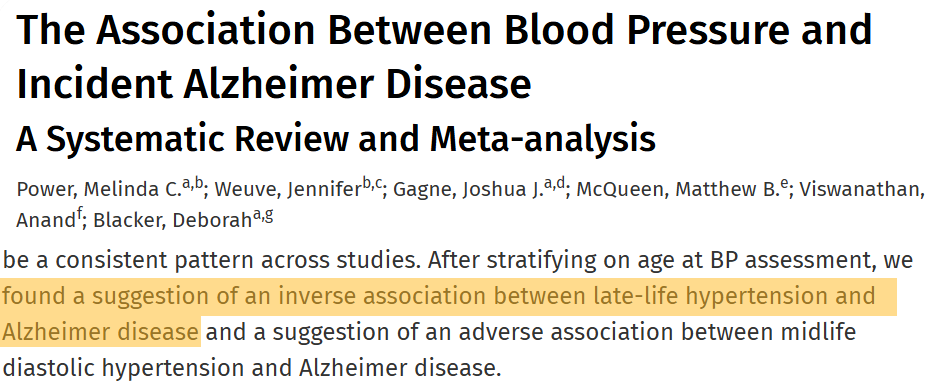 The Association Between Blood Pressure and
Incident Alzheimer Disease
A Systematic Review and Meta-analysis
Power, Melinda C.a,b; Weuve, Jenniferb,c; Gagne, Joshua J.a,d; McQueen, Matthew B.e; Viswanathan,
Anandf; Blacker, Deboraha,g
be a consistent pattern across studies. After stratifying on age at BP assessment, we
found a suggestion of an inverse association between late-life hypertension and
Alzheimer disease and a suggestion of an adverse association between midlife
diastolic hypertension and Alzheimer disease.